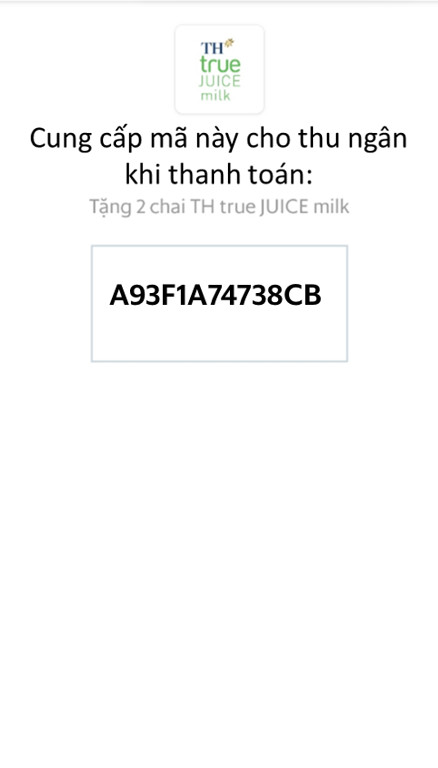 TH
true
JUICE
milk
Cung cấp mã này cho thu ngân
khi thanh toán:
Tặng 2 chai TH true JUICE milk
A93F1A74738CB